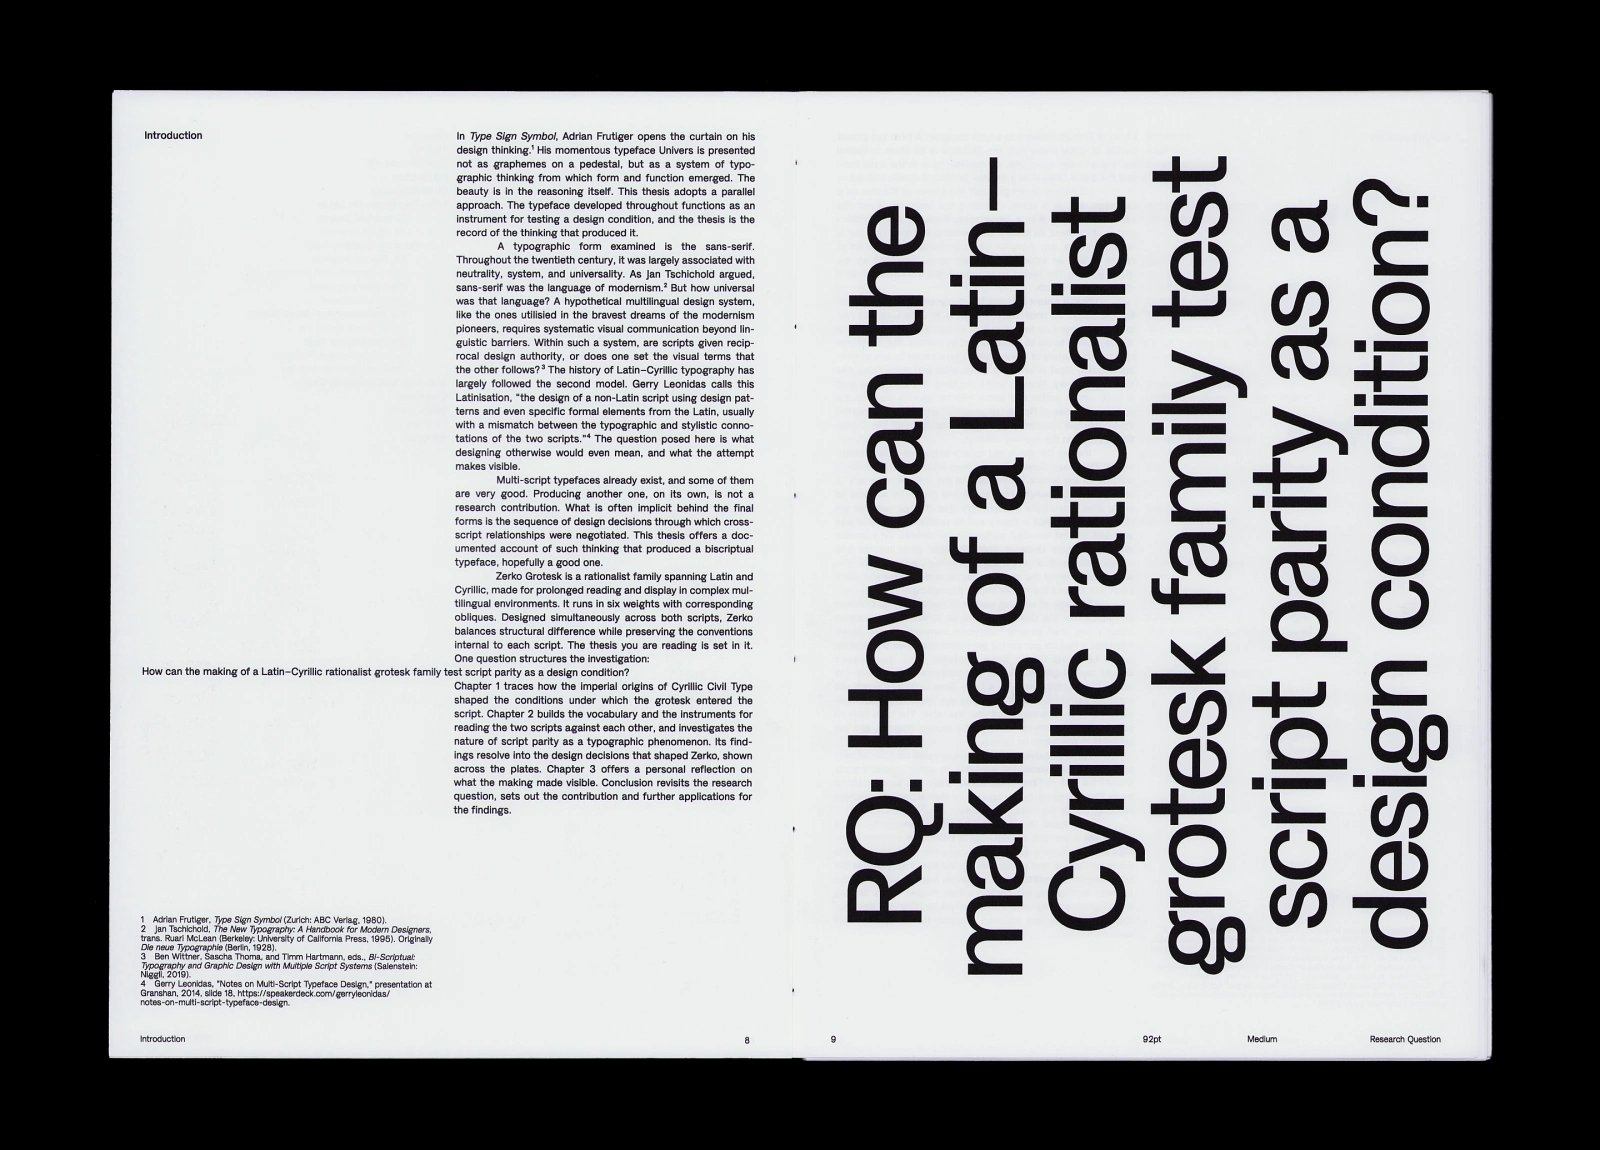 Introduction
In Type Sign Symbol, Adrian Frutiger opens the curtain on his
design thinking.¹ His momentous typeface Univers is presented
not as graphemes on a pedestal, but as a system of typo-
graphic thinking from which form and function emerged. The
beauty is in the reasoning itself. This thesis adopts a parallel
approach. The typeface developed throughout functions as an
instrument for testing a design condition, and the thesis is the
record of the thinking that produced it.
A typographic form examined is the sans-serif.
Throughout the twentieth century, it was largely associated with
neutrality, system, and universality. As Jan Tschichold argued,
sans-serif was the language of modernism.² But how universal
was that language? A hypothetical multilingual design system,
like the ones utilisied in the bravest dreams of the modernism
pioneers, requires systematic visual communication beyond lin-
guistic barriers. Within such a system, are scripts given recip-
rocal design authority, or does one set the visual terms that
the other follows?³ The history of Latin–Cyrillic typography has
largely followed the second model. Gerry Leonidas calls this
Latinisation, “the design of a non-Latin script using design pat-
terns and even specific formal elements from the Latin, usually
with a mismatch between the typographic and stylistic conno-
tations of the two scripts.”⁴ The question posed here is what
designing otherwise would even mean, and what the attempt
makes visible.
Multi-script typefaces already exist, and some of them
are very good. Producing another one, on its own, is not a
research contribution. What is often implicit behind the final
forms is the sequence of design decisions through which cross-
script relationships were negotiated. This thesis offers a doc-
umented account of such thinking that produced a biscriptual
typeface, hopefully a good one.
Zerko Grotesk is a rationalist family spanning Latin and
Cyrillic, made for prolonged reading and display in complex mul-
tilingual environments. It runs in six weights with corresponding
obliques. Designed simultaneously across both scripts, Zerko
balances structural difference while preserving the conventions
internal to each script. The thesis you are reading is set in it.
One question structures the investigation:
How can the making of a Latin–Cyrillic rationalist grotesk family test script parity as a design condition?
Chapter 1 traces how the imperial origins of Cyrillic Civil Type
shaped the conditions under which the grotesk entered the
script. Chapter 2 builds the vocabulary and the instruments for
reading the two scripts against each other, and investigates the
nature of script parity as a typographic phenomenon. Its find-
ings resolve into the design decisions that shaped Zerko, shown
across the plates. Chapter 3 offers a personal reflection on
what the making made visible. Conclusion revisits the research
question, sets out the contribution and further applications for
the findings.
1 Adrian Frutiger, Type Sign Symbol (Zurich: ABC Verlag, 1980).
2 Jan Tschichold, The New Typography: A Handbook for Modern Designers,
trans. Ruari McLean (Berkeley: University of California Press, 1995). Originally
Die neue Typographie (Berlin, 1928).
3 Ben Wittner, Sascha Thoma, and Timm Hartmann, eds., Bi-Scriptual:
Typography and Graphic Design with Multiple Script Systems (Salenstein:
Niggli, 2019).
4 Gerry Leonidas, "Notes on Multi-Script Typeface Design," presentation at
Granshan, 2014, slide 18, https://speakerdeck.com/gerryleonidas/
notes-on-multi-script-typeface-design.
Introduction 8
RQ: How can the
making of a Latin–
Cyrillic rationalist
grotesk family test
script parity as a
design condition?
9 92pt Medium Research Question